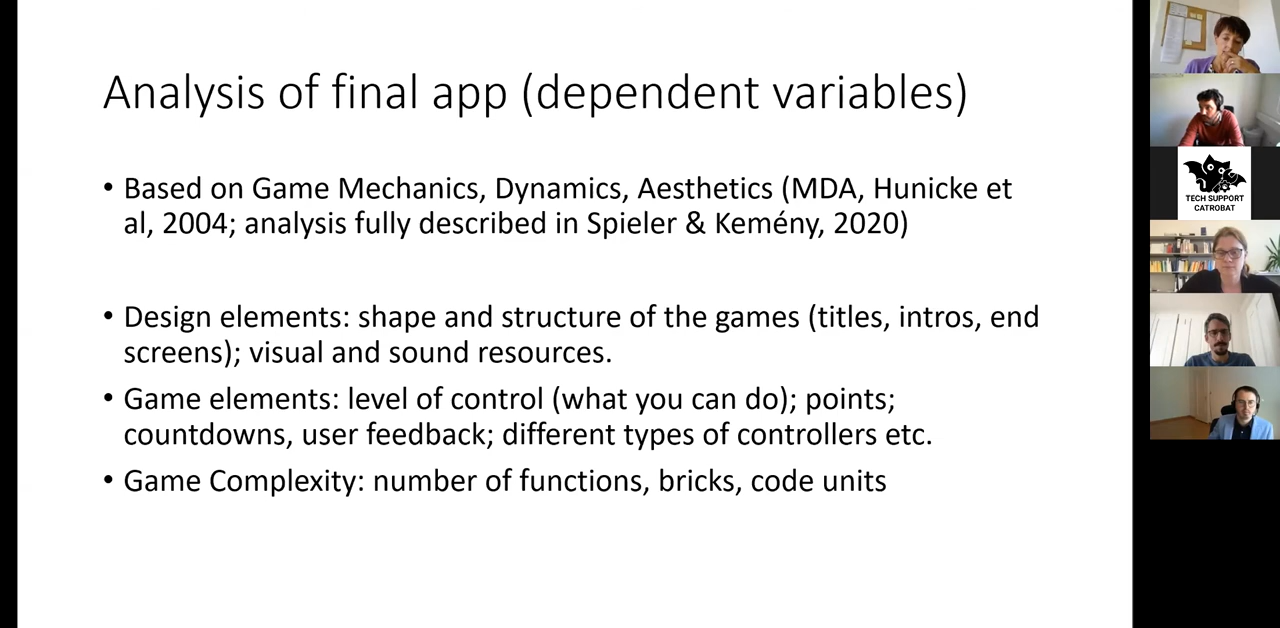 Analysis of final app (dependent variables)
• Based on Game Mechanics, Dynamics, Aesthetics (MDA, Hunicke et
al, 2004; analysis fully described in Spieler & Kemény, 2020)
• Design elements: shape and structure of the games (titles, intros, end
screens); visual and sound resources.
• Game elements: level of control (what you can do); points;
countdowns, user feedback; different types of controllers etc.
• Game Complexity: number of functions, bricks, code units
TECH SUPPORT
CATROBAT